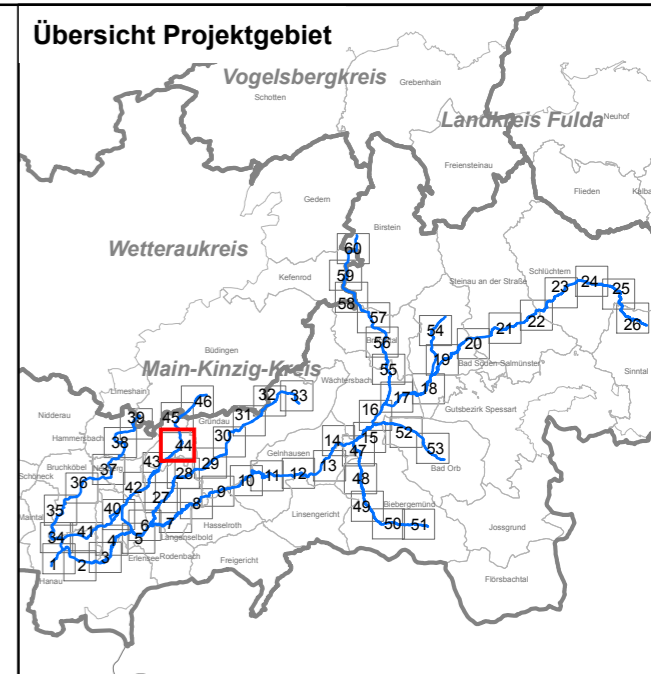 Übersicht Projektgebiet
Vogelsbergkreis
Grebenhain
Schotten
Landkreis Fulda
Neuhof
Freiensteinau
Flieden
Kalba
Gedern
Birstein
Wetteraukreis
60
Kefenrod
59
Steinau an der Straße
Schlüchtern
23
24
25
58
57
54
22
26
21
56
20
Büdingen
Main-Kinzig-Kreis
19
Bad Soden-Salmünster
Sinntal
Limeshain
Wächtersbach
55
18
46
32
33
17
Gutsbezirk Spessart
Nidderau
39
45
Gründau
31
16
Hammersbach
38
44
30
14
15
52
53
Gelnhausen
47
Bad Orb
Bruchköbel
43
29
13
Schöneck
37
28
12
11
10
48
36
42
27
9
8
Linsengericht
49
Biebergemünd
Maintal
35
40
Hasselroth
50
51
Jossgrund
34
41
6
7
Langenselbold
4
5
Erlensee
Rodenbach
Freigericht
1
2
3
Hanau
Flörsbachtal